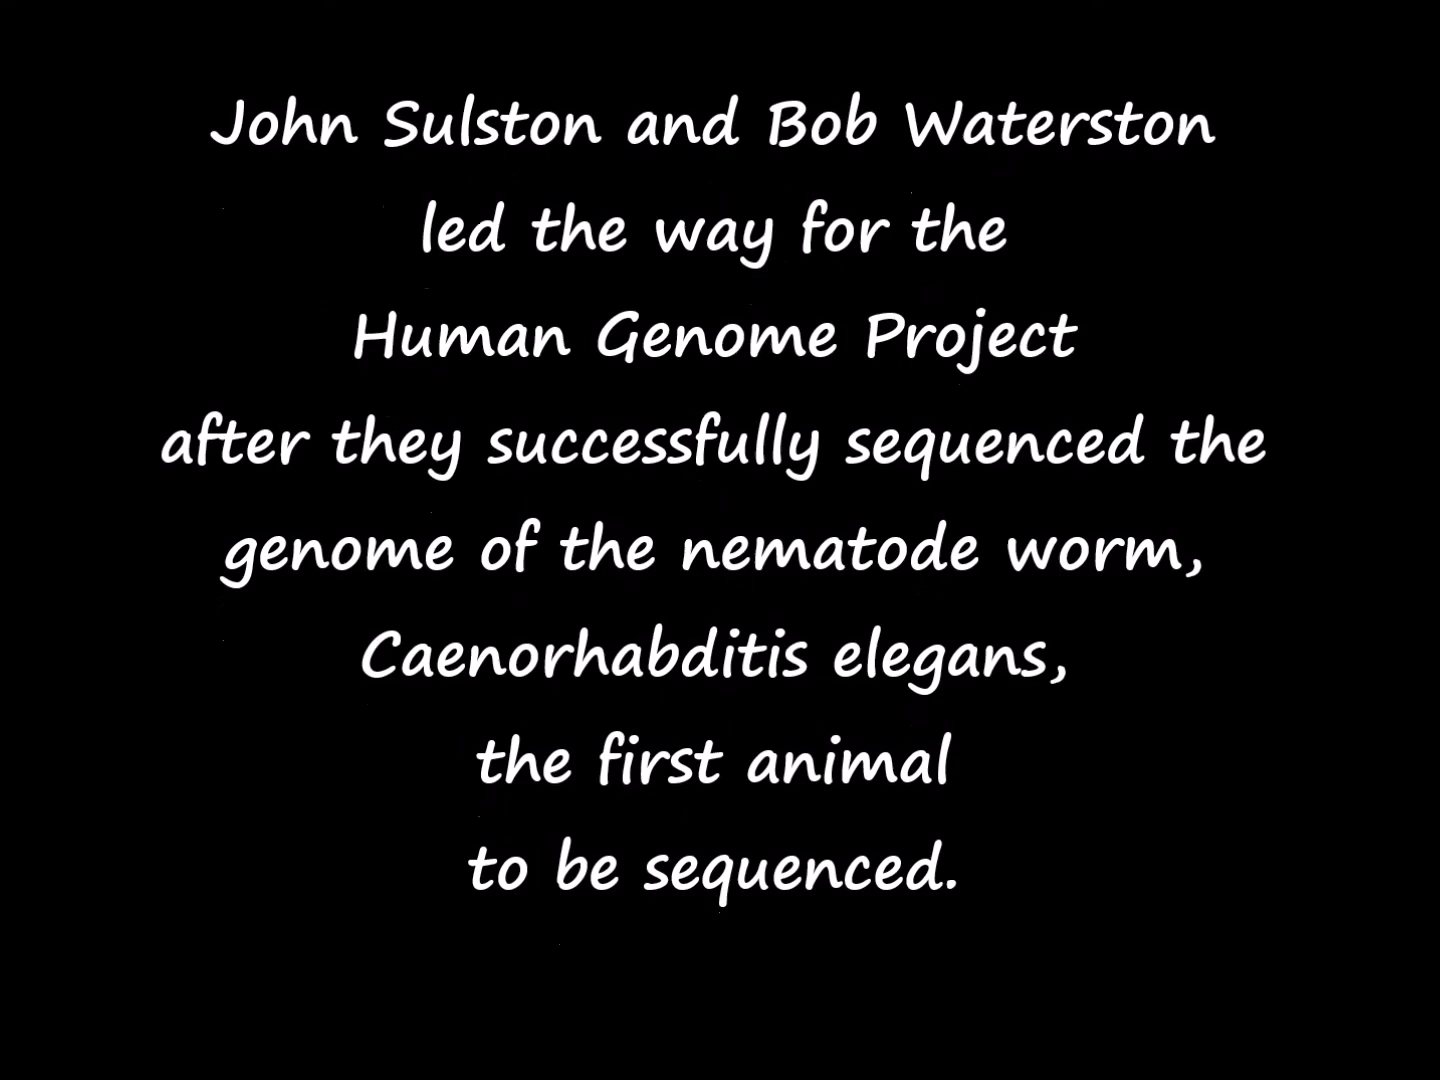 John Sulston and Bob Waterston
led the way for the
Human Genome Project
after they successfully sequenced the
genome of the nematode worm,
Caenorhabditis elegans,
the first animal
to be sequenced.